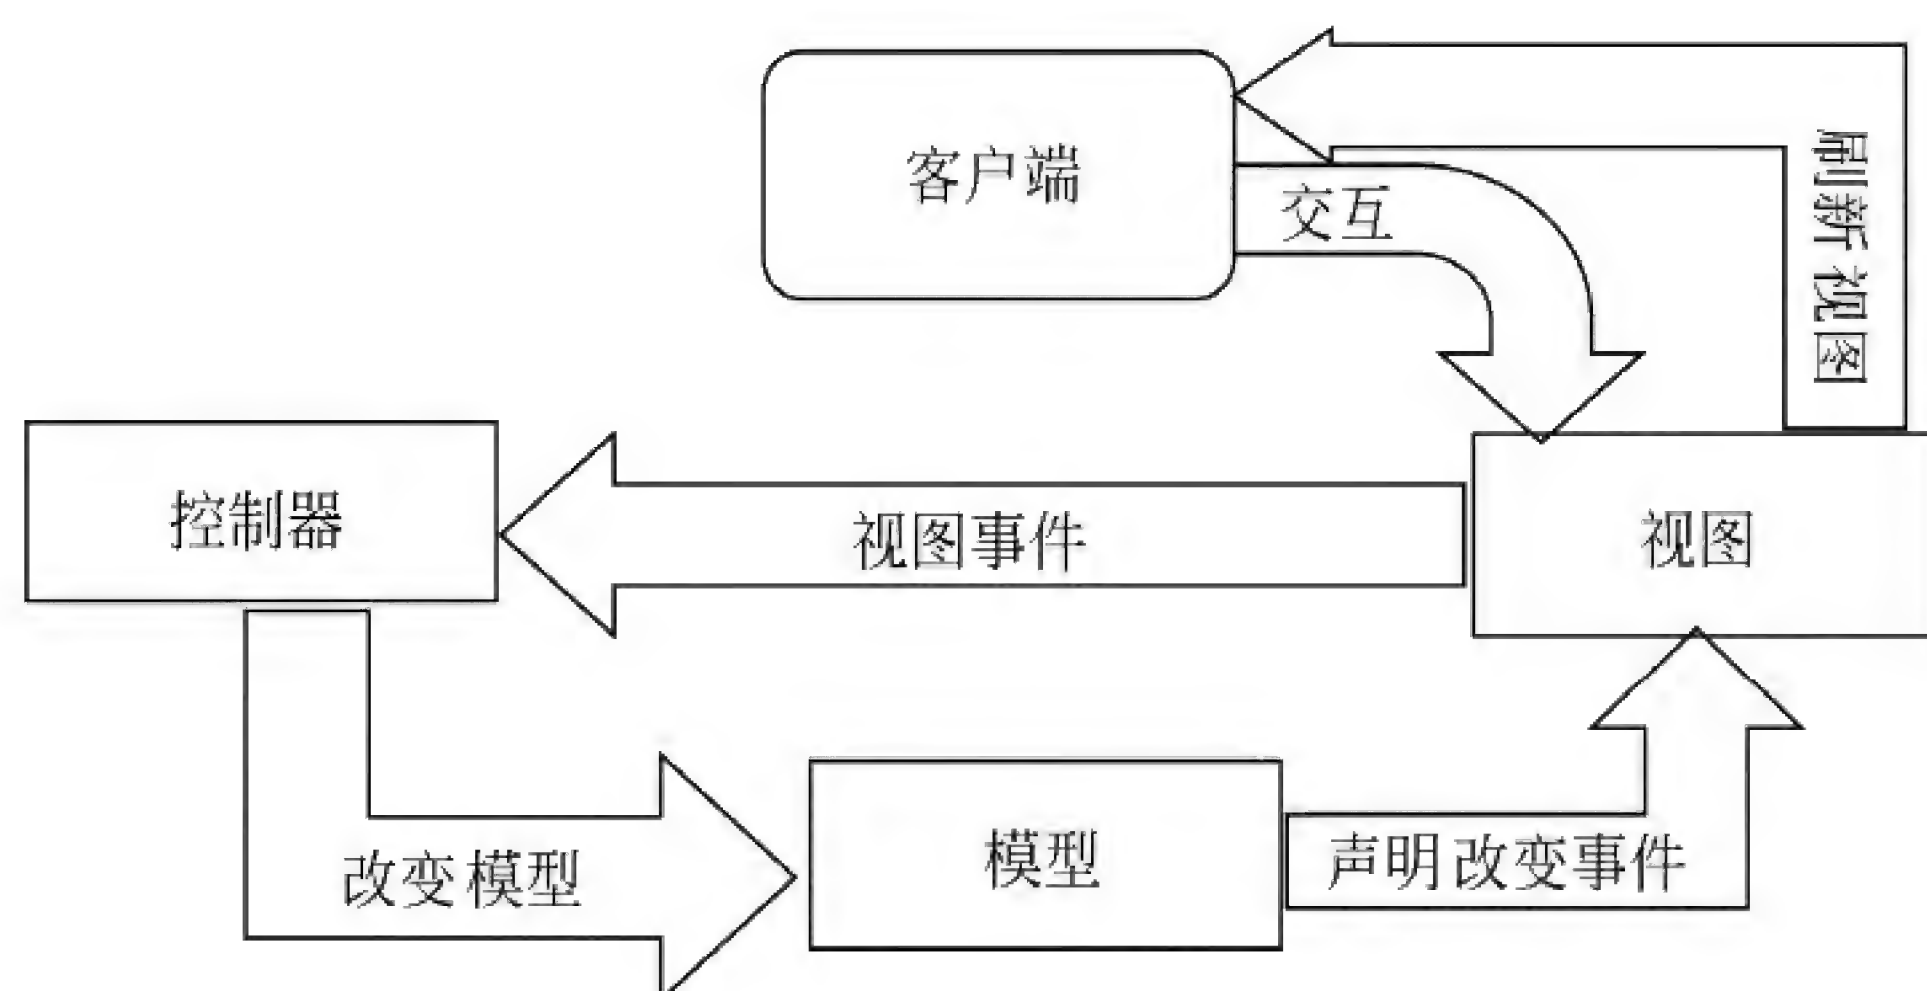 客户端
交互
刷新视图
控制器
视图事件
视图
改变模型
模型
声明改变事件